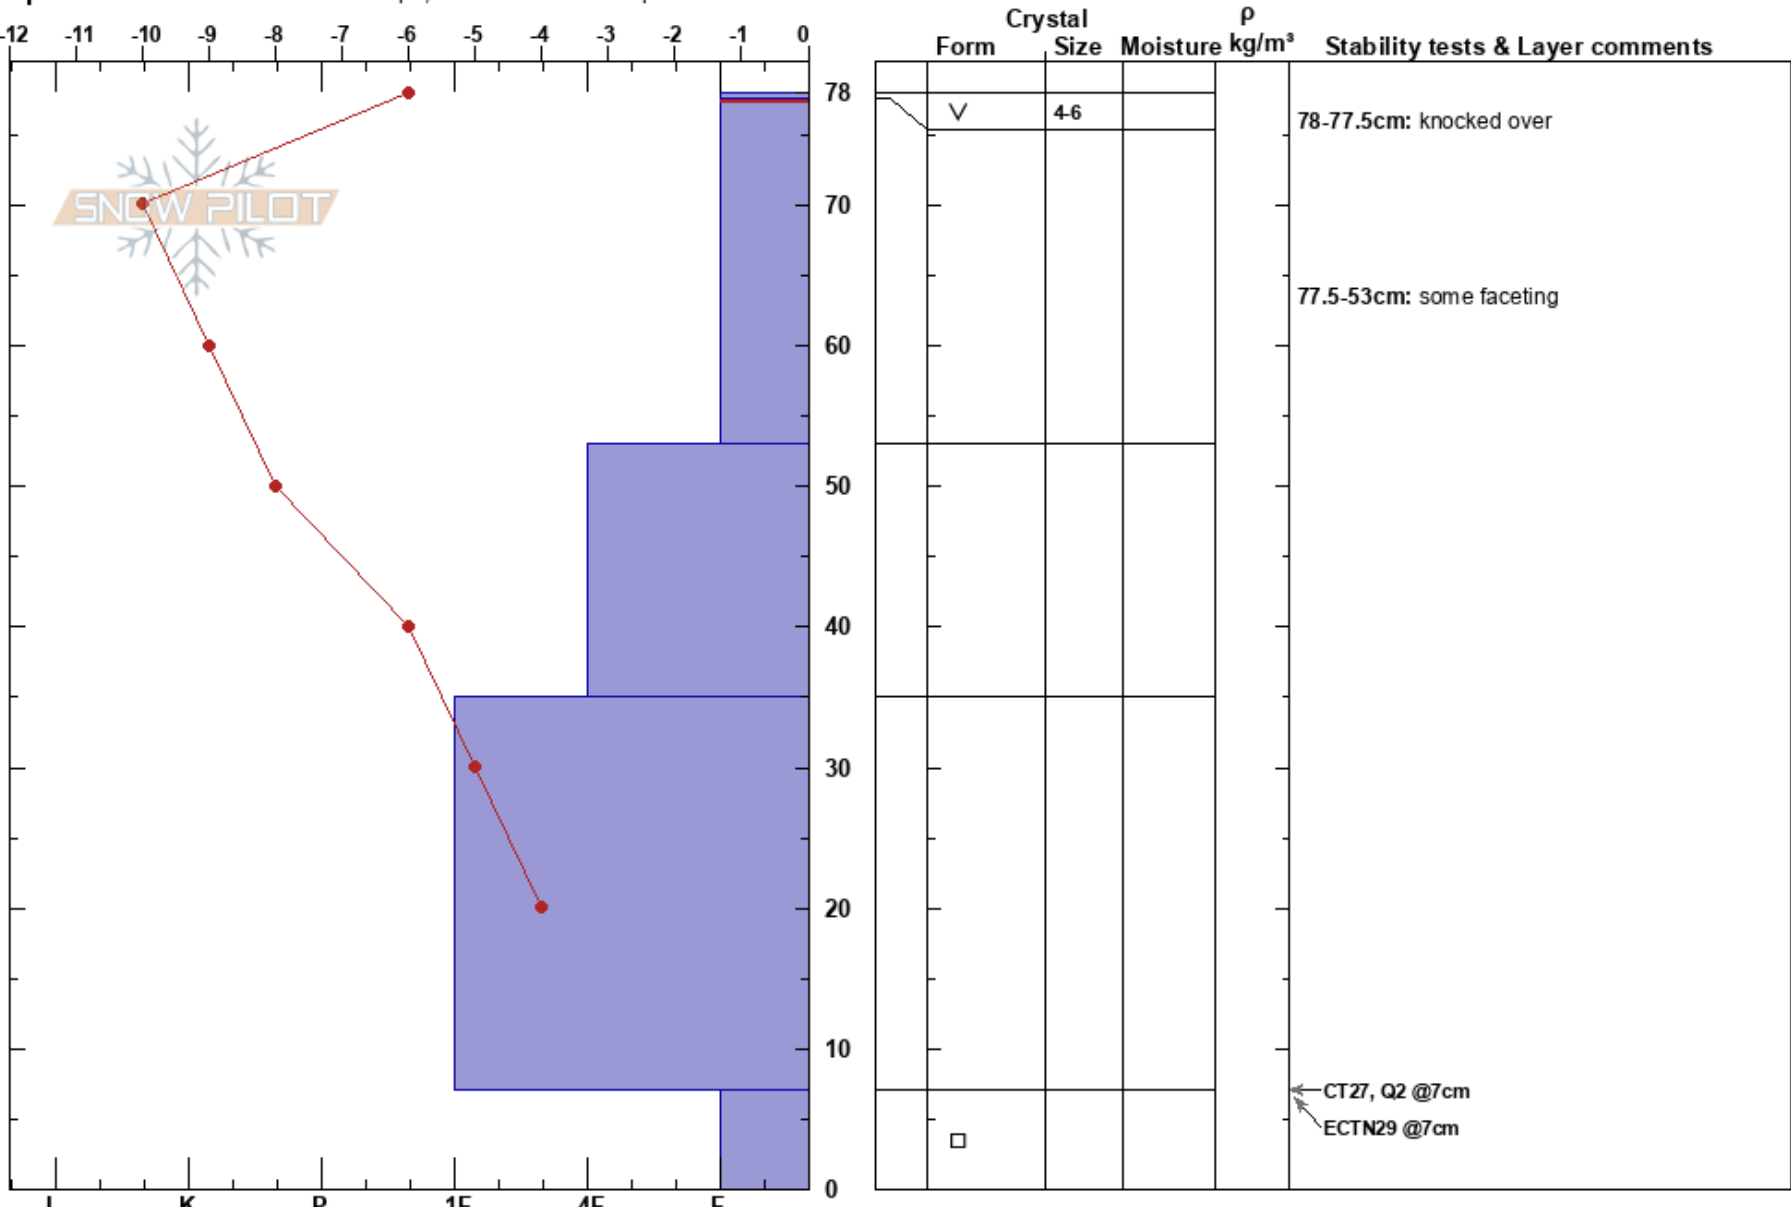 Crystal
ρ
-12 -11 -10 -9 -8 -7 -6 -5 -4 -3 -2 -1 0
Form Size Moisture kg/m³ Stability tests & Layer comments
78
4-6
78-77.5cm: knocked over
SNOW PILOT
70
77.5-53cm: some faceting
60
50
40
30
20
10
CT27, Q2 @7cm
ECTN29 @7cm
0
I K P 1F 4F F